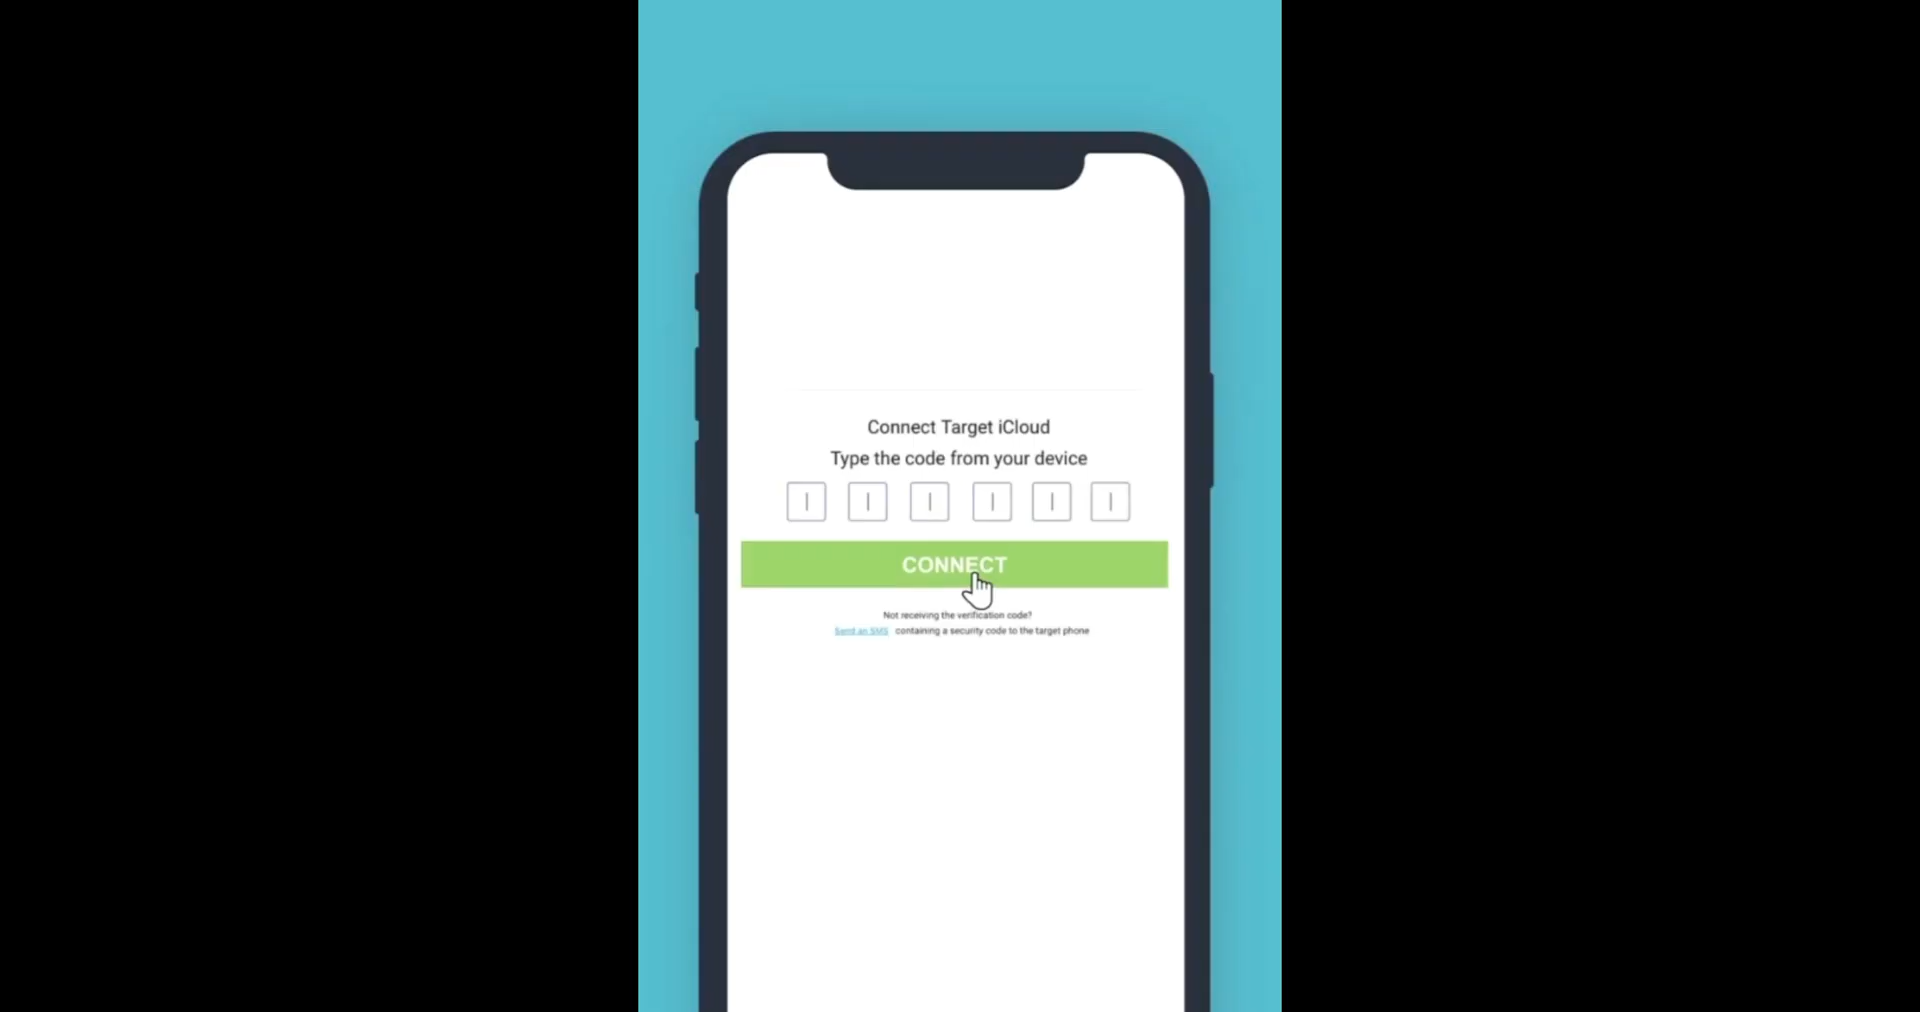 Connect Target iCloud
Type the code from your device
CONNECT
Not receiving the verification code?
Send an SMS containing a security code to the target phone